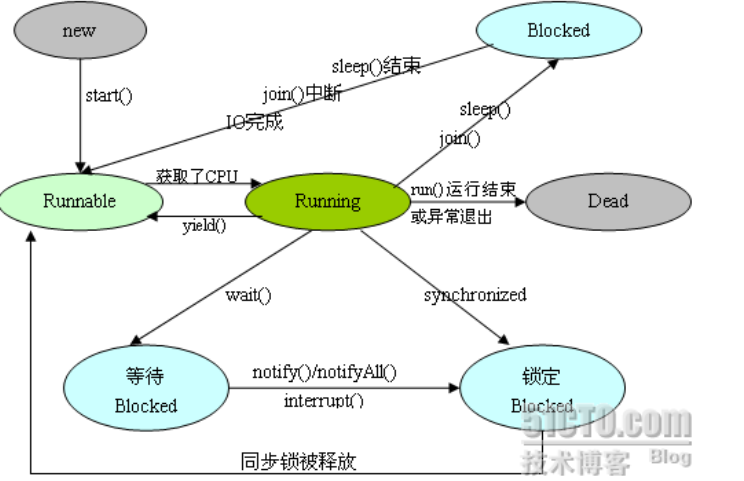 new
Blocked
sleep()结束
start()
join()中断
sleep()
IO完成
join()
获取了CPU
Runnable
Running
run()运行结束
Dead
yield()
或异常退出
wait()
synchronized
等待
Blocked
notify()/notifyAll()
interrupt()
锁定
Blocked
同步锁被释放
51CTO.com
技术博客 Blog